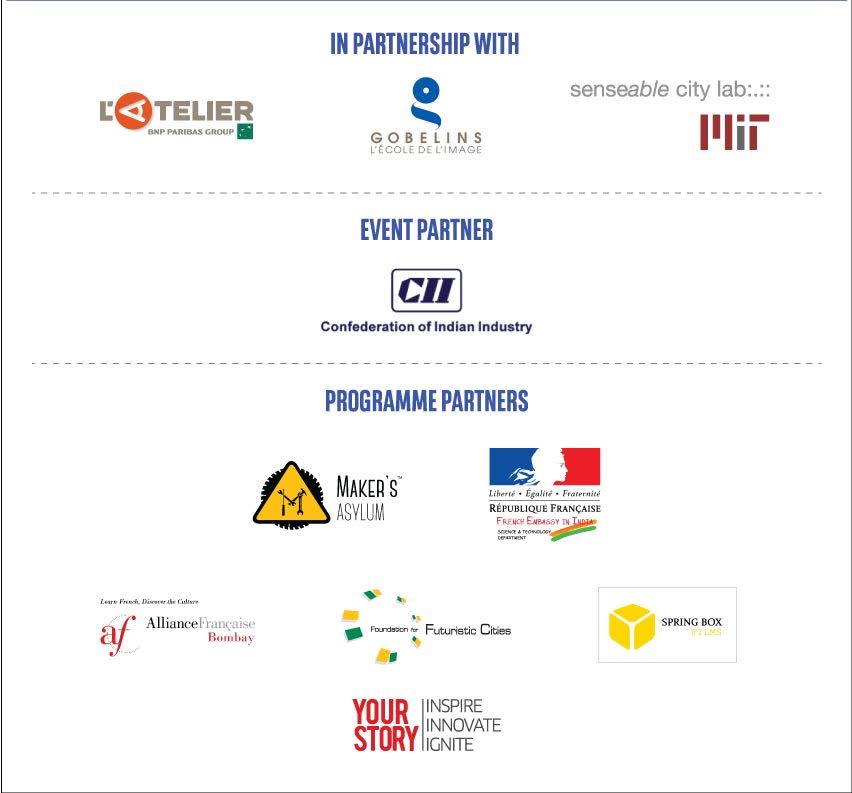 IN PARTNERSHIP WITH
L'ATELIER
BNP PARIBAS GROUP
GOBELINS
L'ÉCOLE DE L'IMAGE
senseable city lab:.::
MIT
EVENT PARTNER
CII
Confederation of Indian Industry
PROGRAMME PARTNERS
MAKER'S™
ASYLUM
Liberté • Égalité • Fraternité
RÉPUBLIQUE FRANÇAISE
FRENCH EMBASSY IN INDIA
SCIENCE & TECHNOLOGY
DEPARTMENT
Learn French, Discover the Culture
af
AllianceFrançaise
Bombay
Foundation for Futuristic Cities
SPRING BOX
FILMS
YOUR
STORY
INSPIRE
INNOVATE
IGNITE